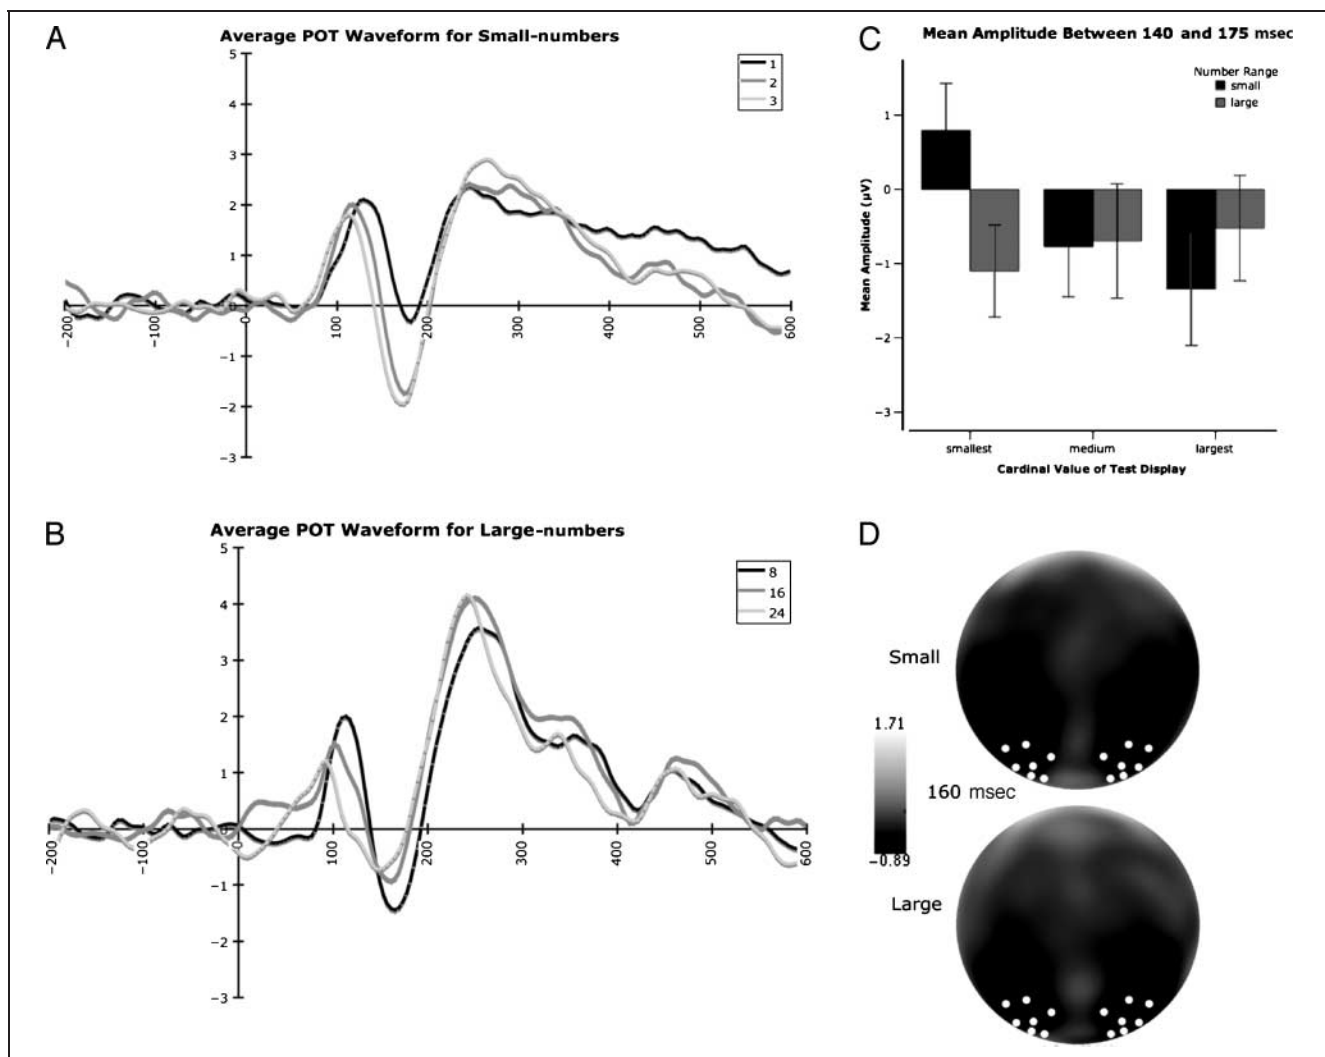 A
Average POT Waveform for Small-numbers
5
4
3
2
1
0
-1
-2
-3
-200
-100
100
200
300
400
500
600
1
2
3
C
Mean Amplitude Between 140 and 175 msec
Number Range
small
large
1
0
-1
-2
-3
Mean Amplitude (µV)
smallest
medium
largest
Cardinal Value of Test Display
B
Average POT Waveform for Large-numbers
5
4
3
2
1
0
-1
-2
-3
-200
-100
0
100
200
300
400
500
600
8
16
24
D
Small
1.71
160 msec
-0.89
Large